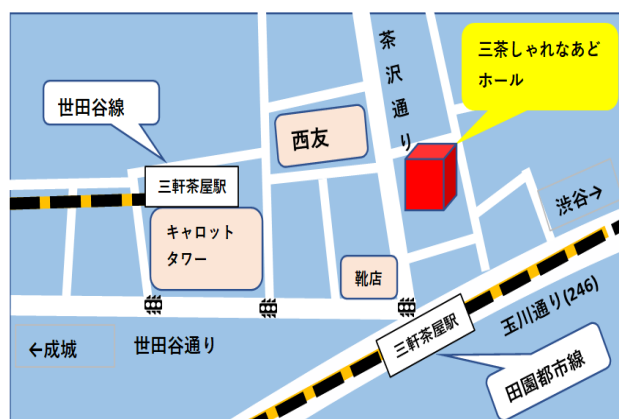 茶沢通り
三茶しゃれなあど
ホール
世田谷線
西友
三軒茶屋駅
渋谷→
キャロット
タワー
靴店
玉川通り(246)
三軒茶屋駅
←成城
世田谷通り
田園都市線